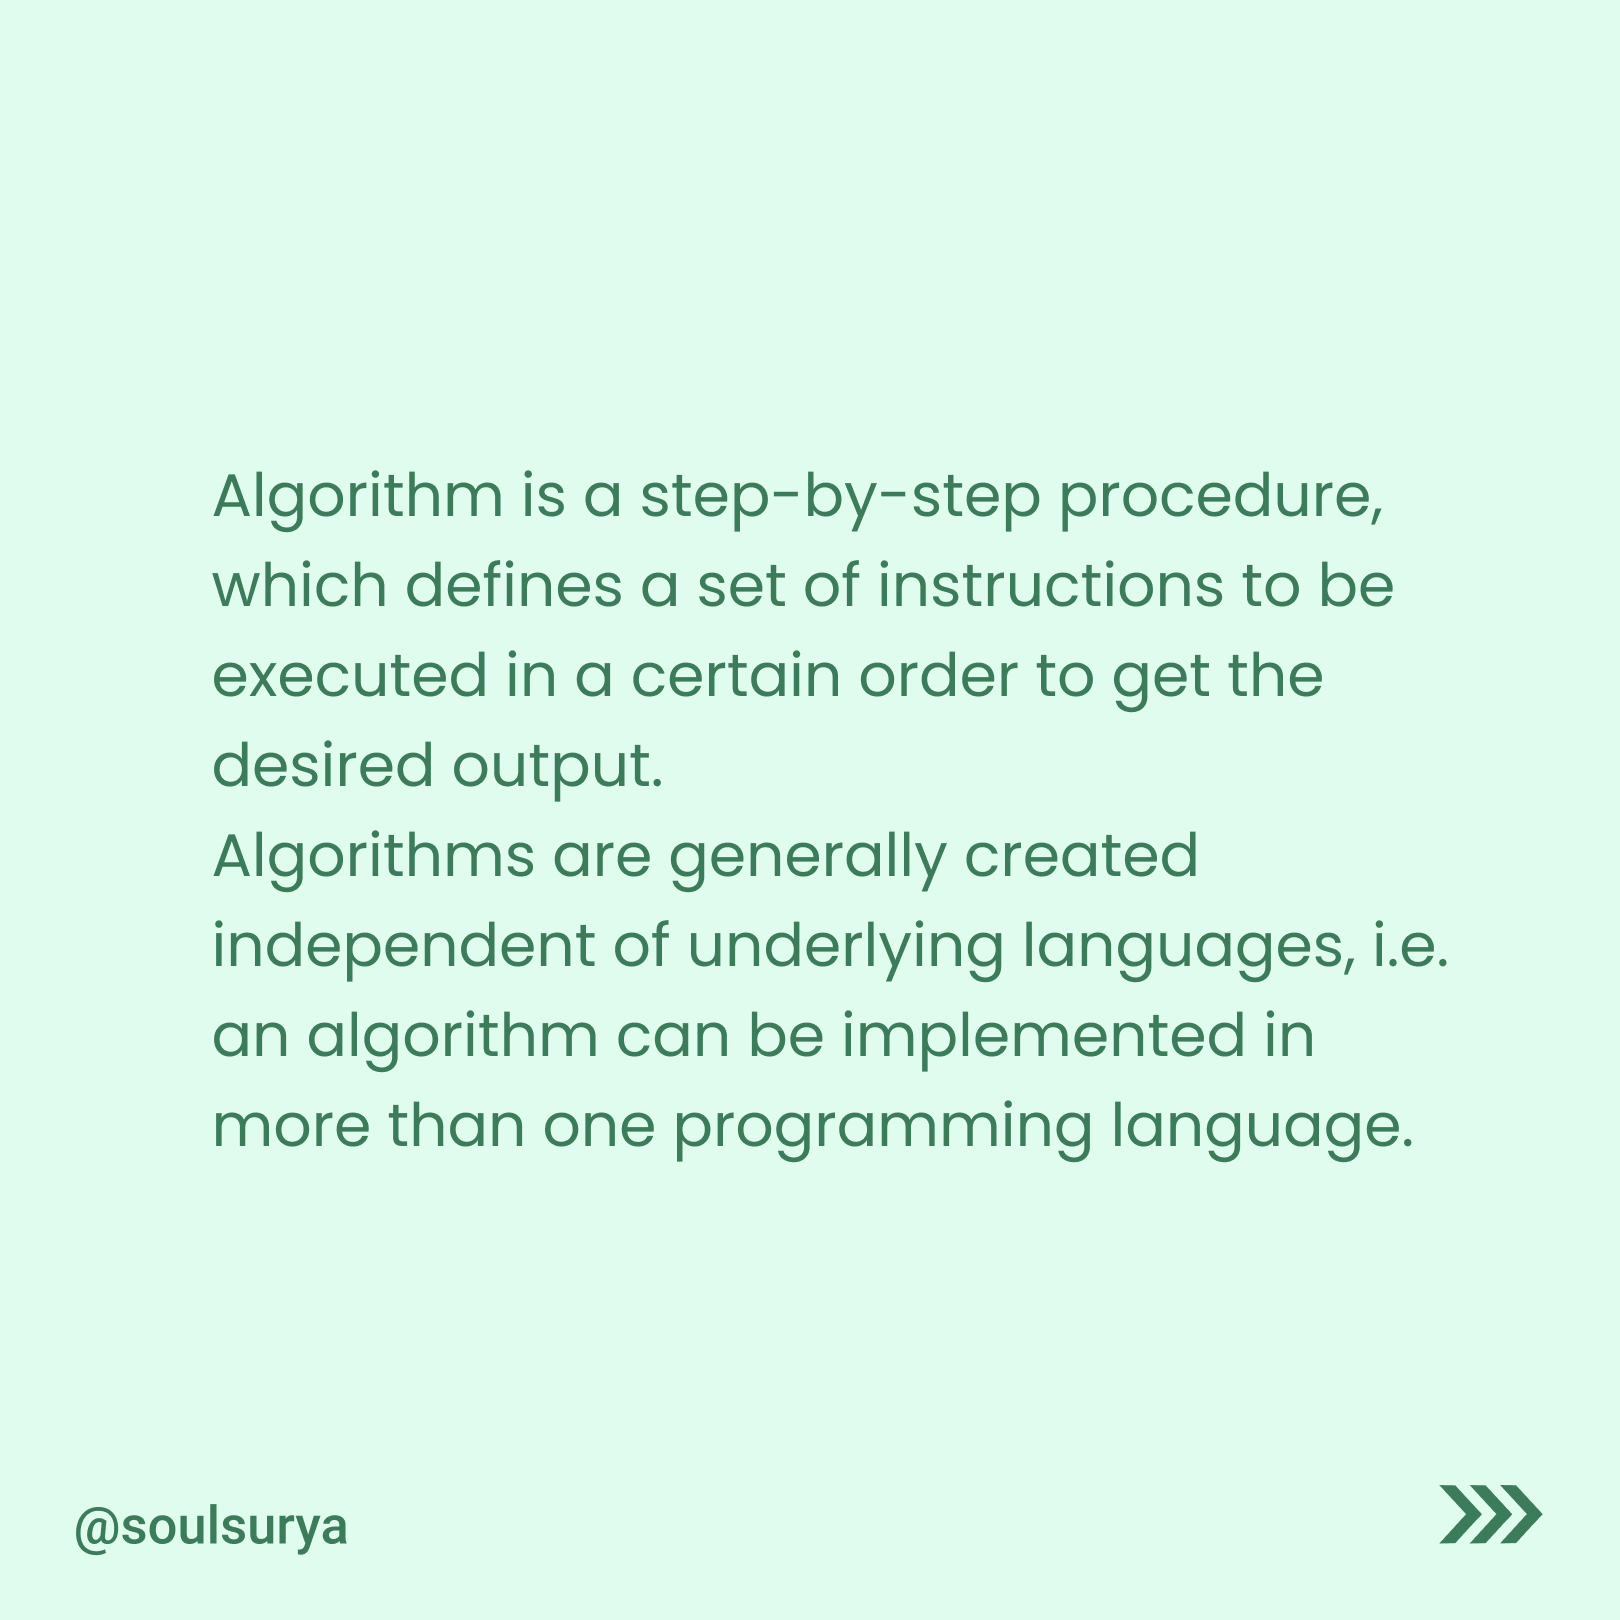 Algorithm is a step-by-step procedure,
which defines a set of instructions to be
executed in a certain order to get the
desired output.
Algorithms are generally created
independent of underlying languages, i.e.
an algorithm can be implemented in
more than one programming language.
@soulsurya